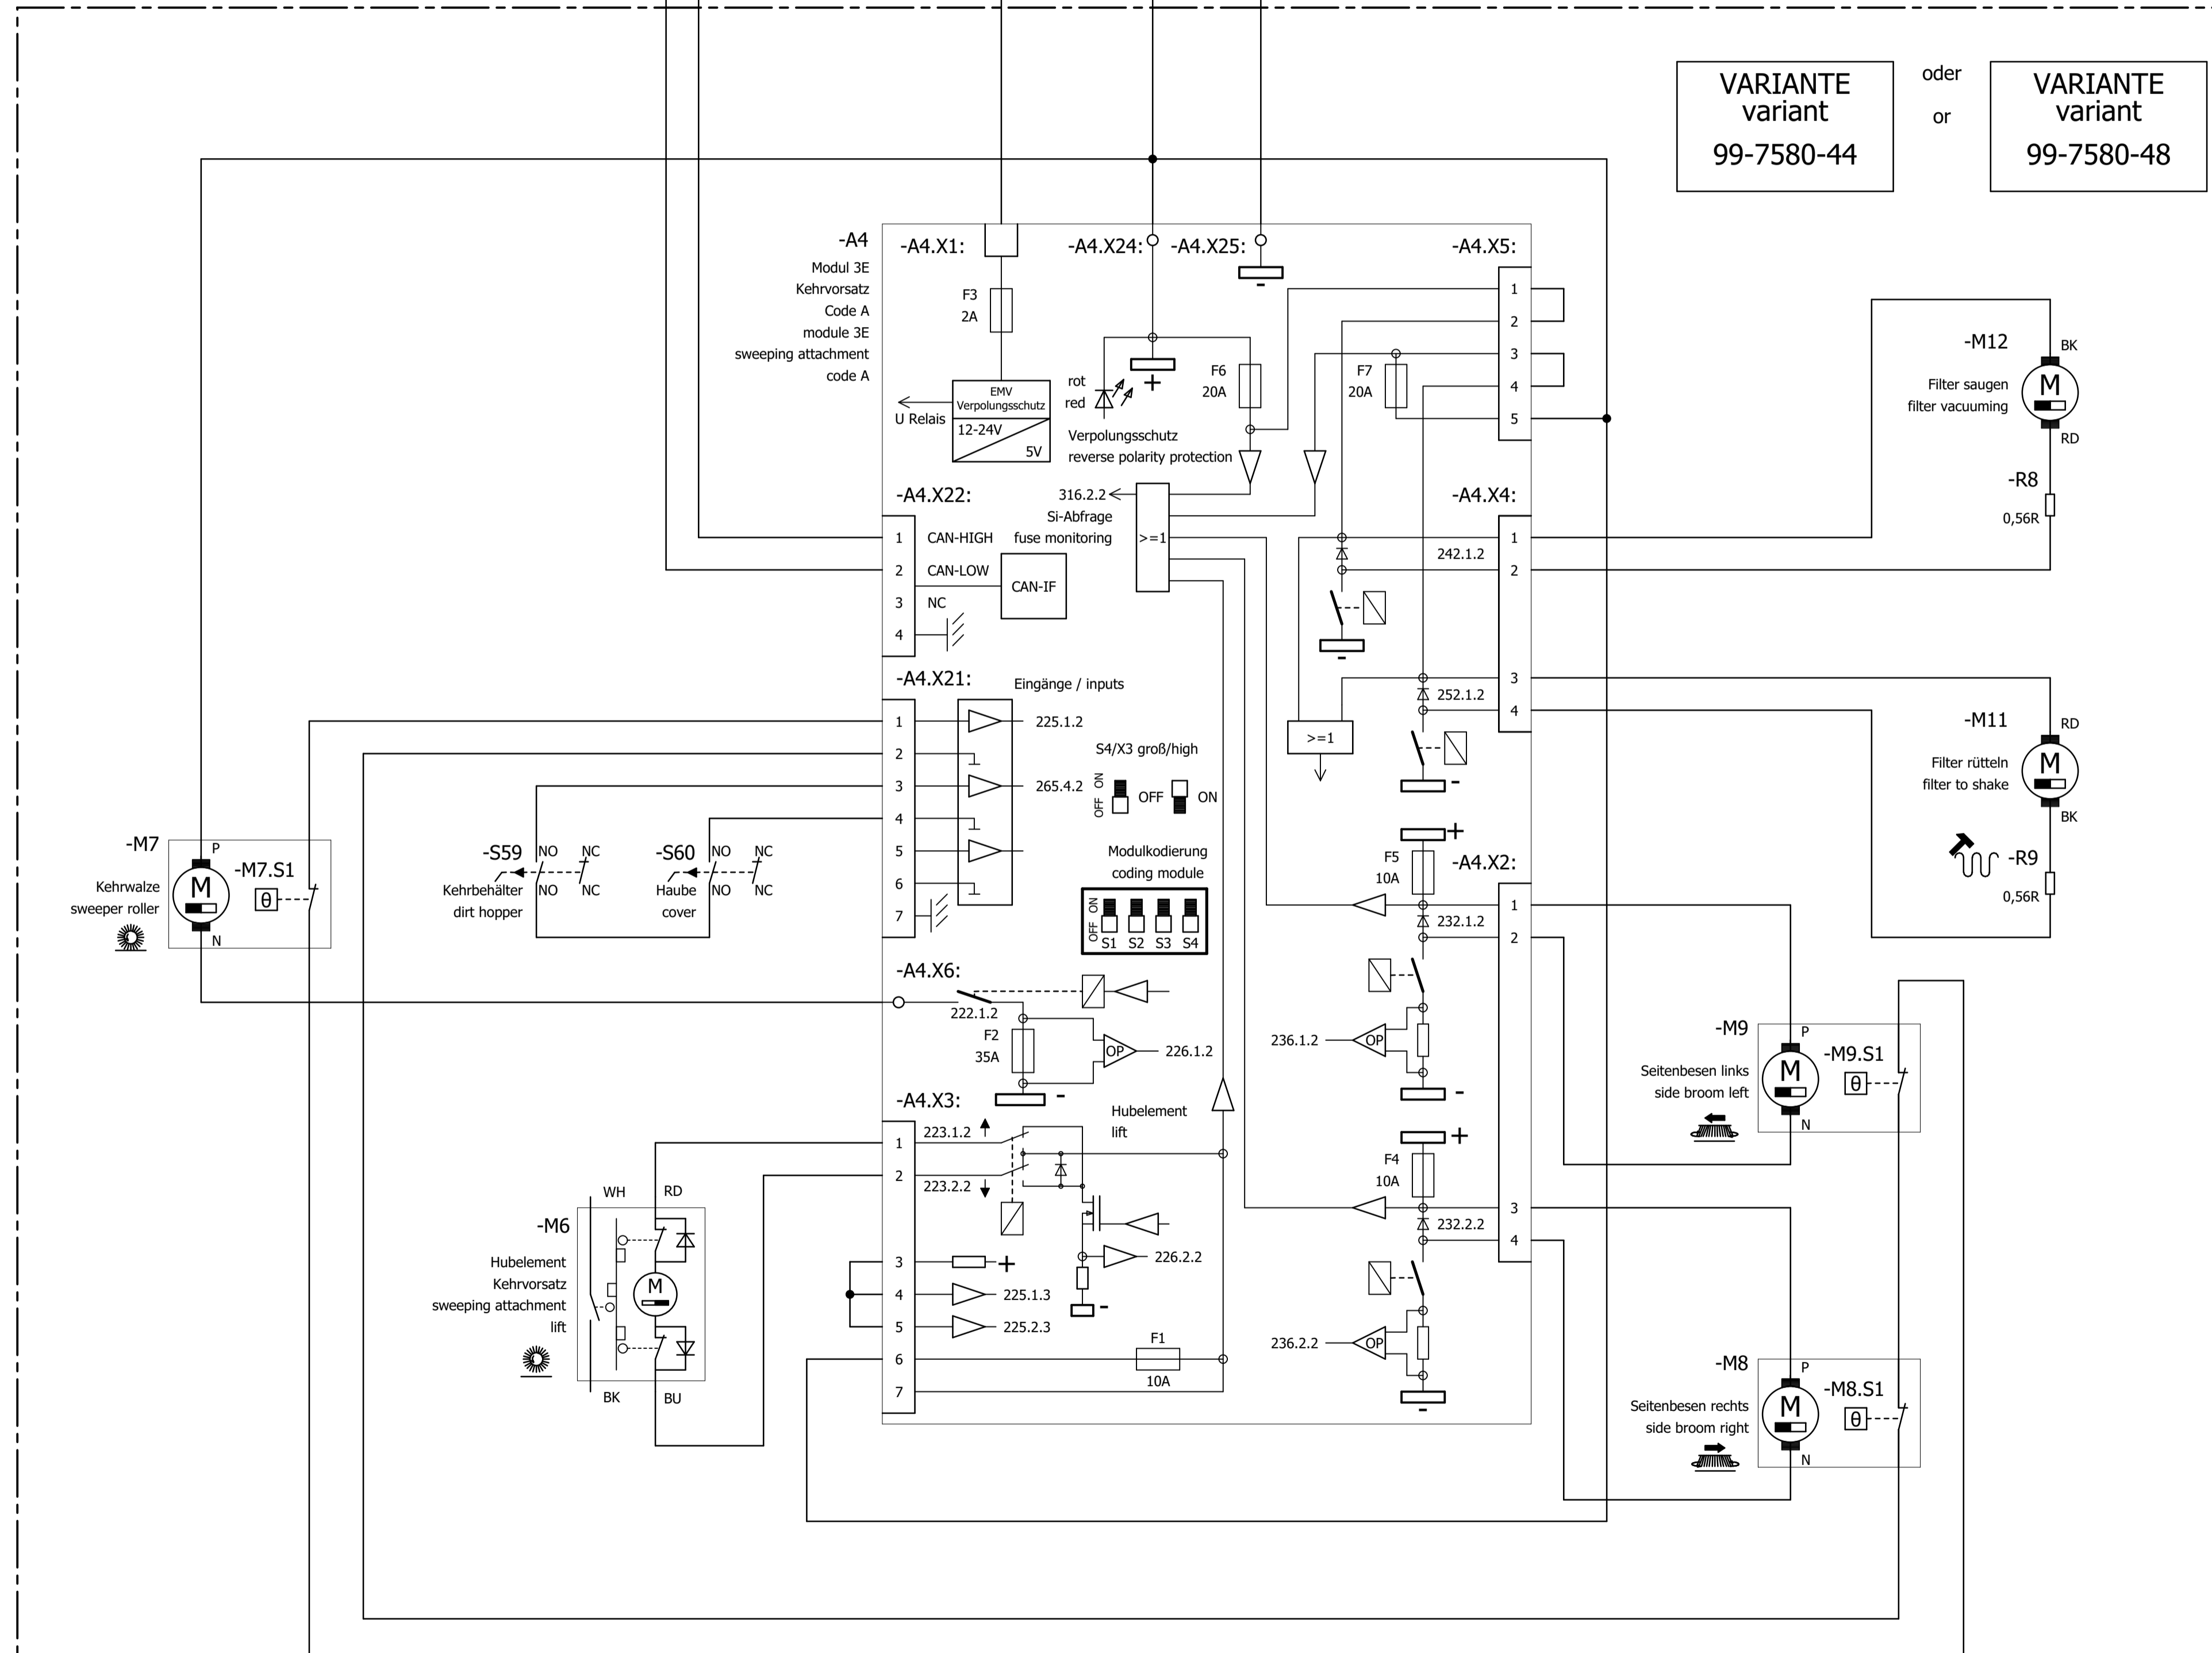 VARIANTE
variant
99-7580-44
oder
or
VARIANTE
variant
99-7580-48
-A4
Modul 3E
Kehrvorsatz
Code A
module 3E
sweeping attachment
code A
-A4.X1:
F3
2A
EMV
Verpolungsschutz
12-24V
5V
U Relais
-A4.X24:
-A4.X25:
-
+
rot
red
Verpolungsschutz
reverse polarity protection
F6
20A
F7
20A
-A4.X5:
1
2
3
4
5
-M12
Filter saugen
filter vacuuming
BK
M
RD
-R8
0,56R
-A4.X22:
1 CAN-HIGH
2 CAN-LOW
3 NC
4
CAN-IF
316.2.2
Si-Abfrage
fuse monitoring
>=1
-A4.X4:
1
242.1.2
2
-
3
252.1.2
4
-
>=1
-M11
Filter rütteln
filter to shake
RD
M
BK
-R9
0,56R
-A4.X21:
Eingänge / inputs
1 225.1.2
2
3 265.4.2
4
5
6
7
S4/X3 groß/high
OFF ON
OFF
ON
Modulkodierung
coding module
OFF ON
S1 S2 S3 S4
-M7
Kehrwalze
sweeper roller
P
M
N
-M7.S1
θ
-S59
Kehrbehälter
dirt hopper
NO NC
NO NC
-S60
Haube
cover
NO NC
NO NC
-A4.X6:
222.1.2
F2
35A
OP
226.1.2
-
+
F5
10A
-A4.X2:
1
232.1.2
2
236.1.2
OP
-
+
F4
10A
3
232.2.2
4
236.2.2
OP
-
-M9
Seitenbesen links
side broom left
P
M
N
-M9.S1
θ
-M8
Seitenbesen rechts
side broom right
P
M
N
-M8.S1
θ
-A4.X3:
Hubelement
lift
1 223.1.2
2
223.2.2
226.2.2
-
3 +
4 225.1.3
5 225.2.3
6
7
F1
10A
-M6
Hubelement
Kehrvorsatz
sweeping attachment
lift
WH
RD
M
BK
BU